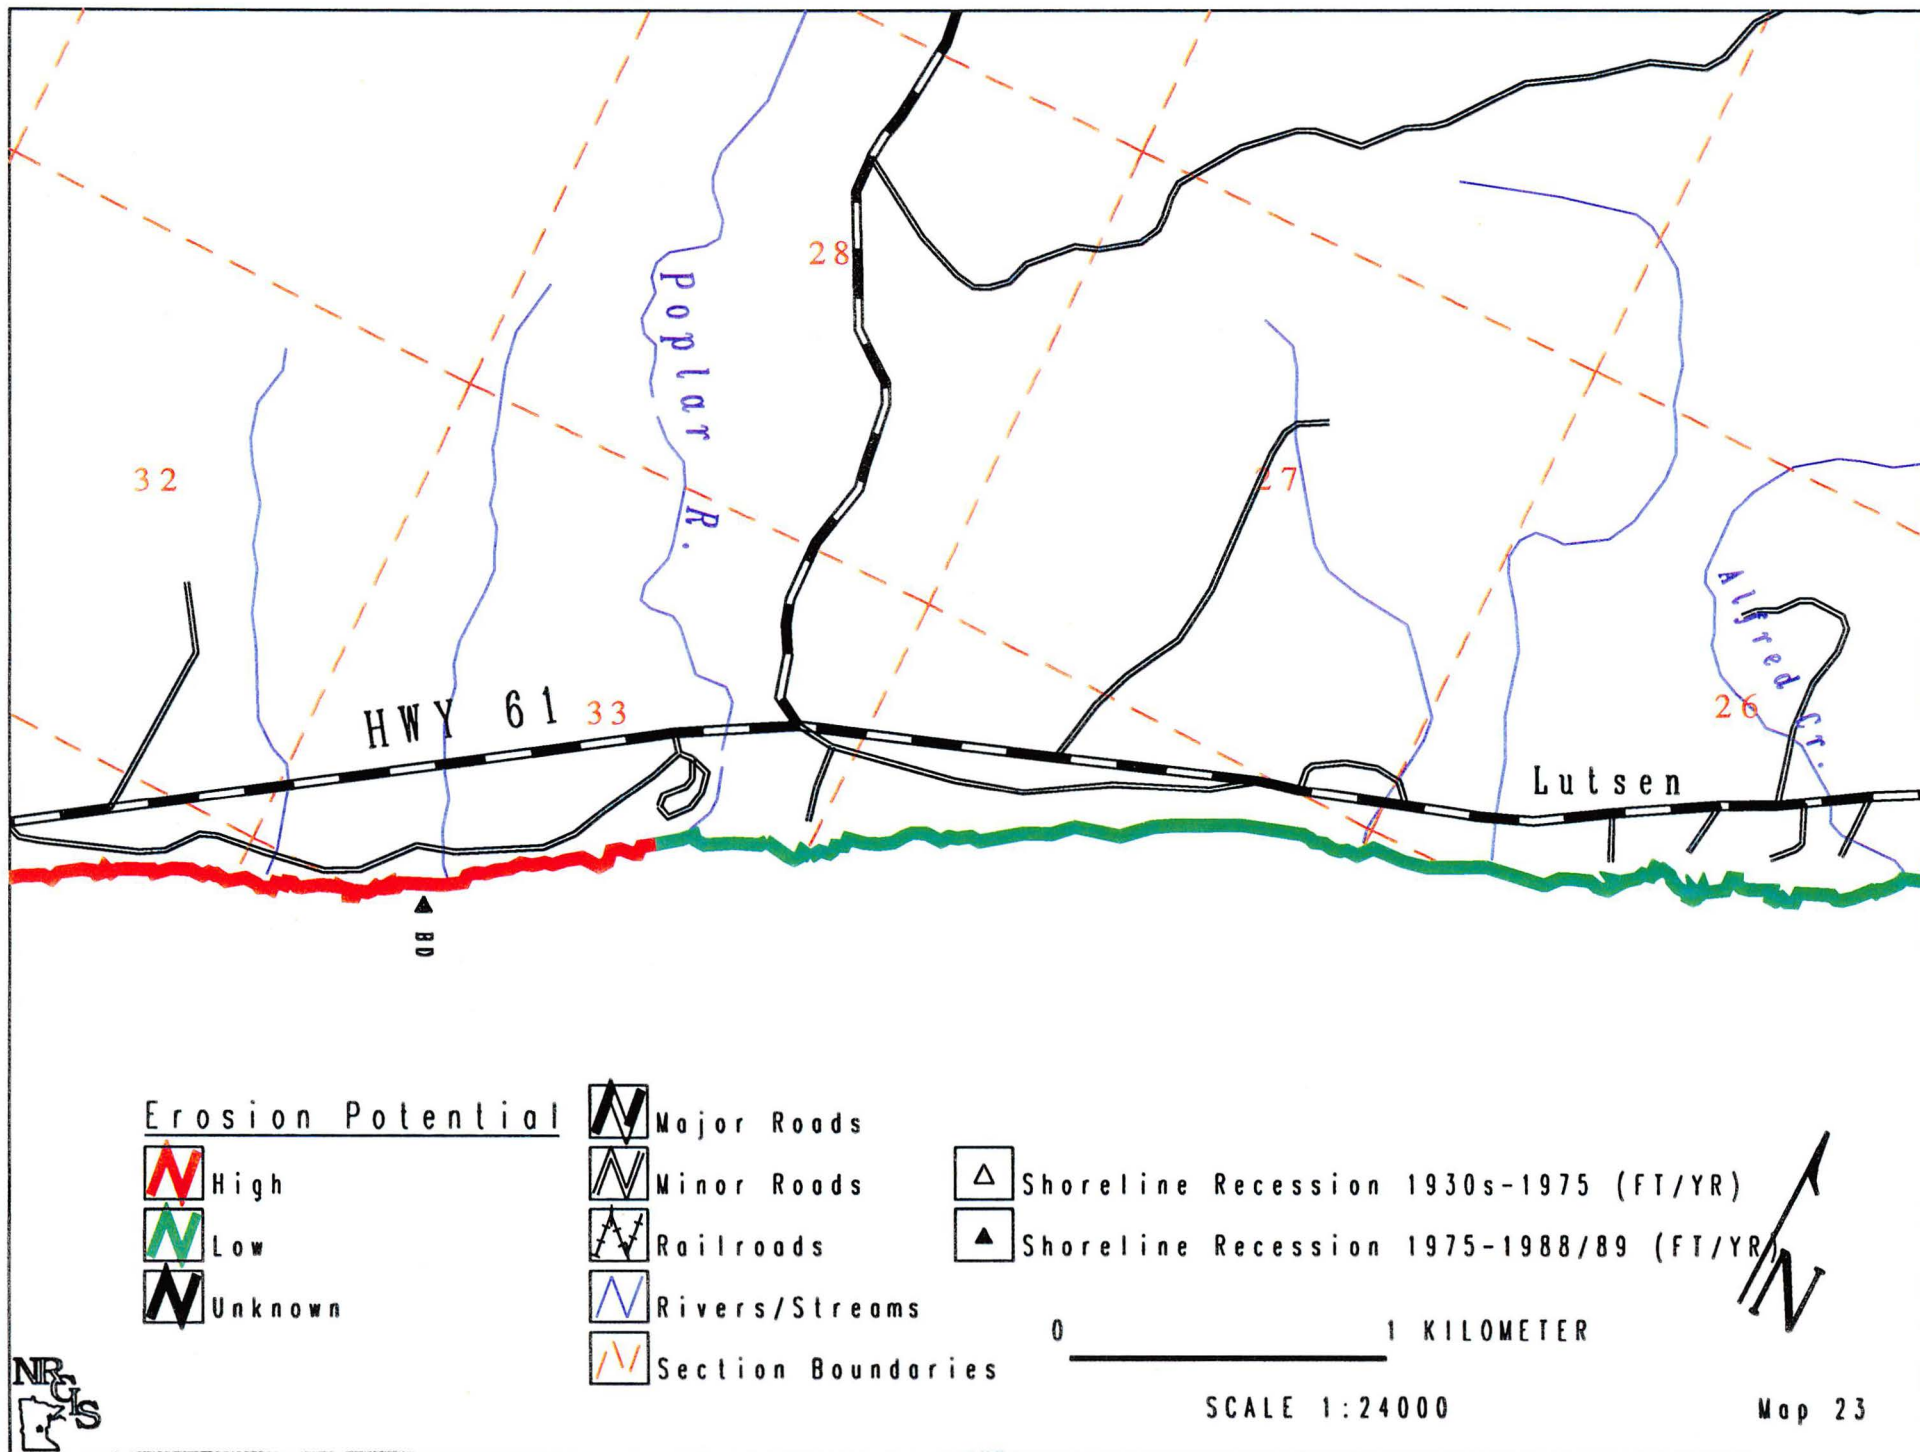 28
Poplar R.
32
27
Alfred Cr.
26
HWY 61
33
Lutsen
BD
Erosion Potential
High
Low
Unknown
Major Roads
Minor Roads
Railroads
Rivers/Streams
Section Boundaries
Shoreline Recession 1930s-1975 (FT/YR)
Shoreline Recession 1975-1988/89 (FT/YR)
N
0 1 KILOMETER
SCALE 1:24000
Map 23
NRGIS